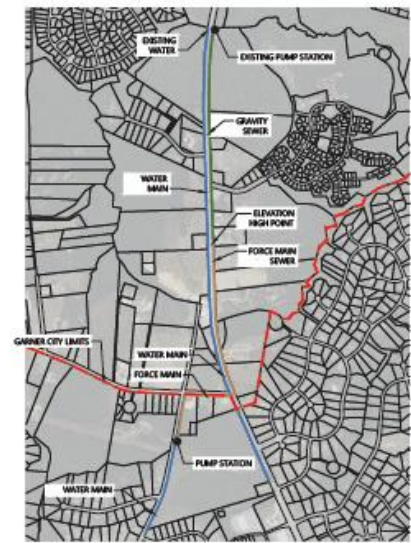 EXISTING
WATER
EXISTING PUMP STATION
GRAVITY
SEWER
WATER
MAIN
ELEVATION
HIGH POINT
FORCE MAIN
SEWER
GARNER CITY LIMITS
WATER MAIN
FORCE MAIN
PUMP STATION
WATER MAIN